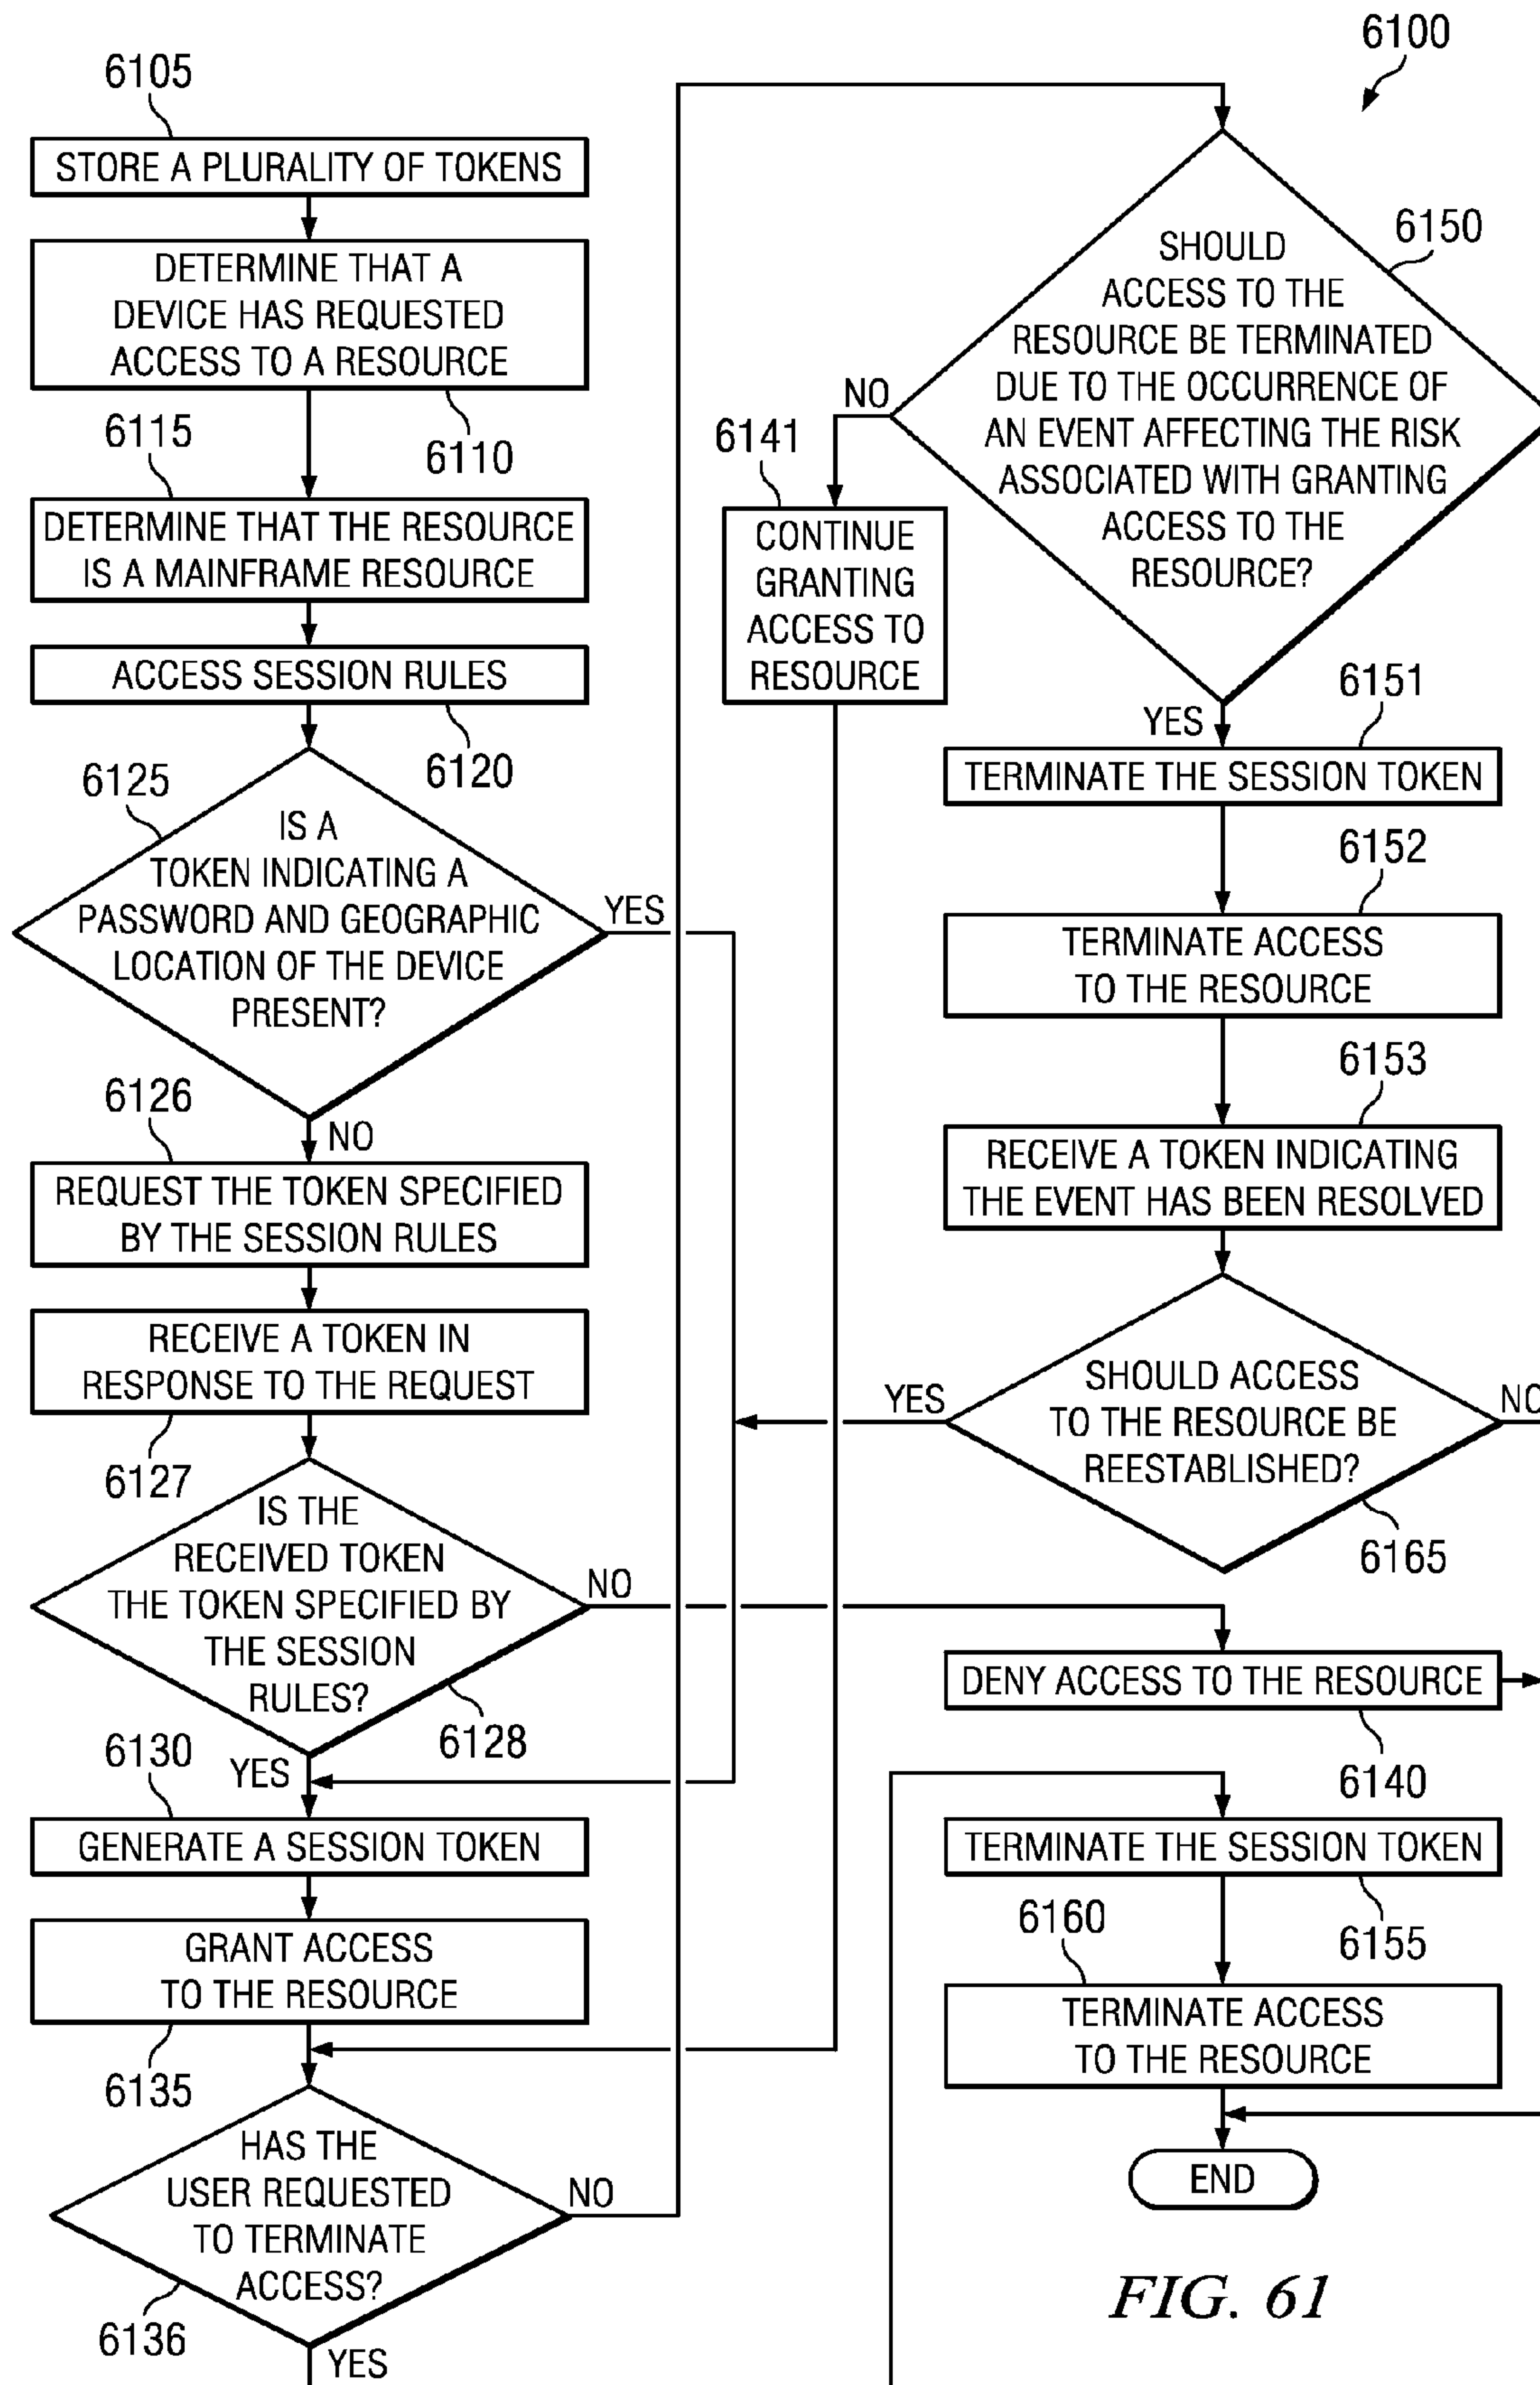 6100
6105
STORE A PLURALITY OF TOKENS
DETERMINE THAT A
DEVICE HAS REQUESTED
ACCESS TO A RESOURCE
6110
6115
DETERMINE THAT THE RESOURCE
IS A MAINFRAME RESOURCE
ACCESS SESSION RULES
6120
6125
IS A
TOKEN INDICATING A
PASSWORD AND GEOGRAPHIC
LOCATION OF THE DEVICE
PRESENT?
YES
NO
6126
REQUEST THE TOKEN SPECIFIED
BY THE SESSION RULES
RECEIVE A TOKEN IN
RESPONSE TO THE REQUEST
6127
IS THE
RECEIVED TOKEN
THE TOKEN SPECIFIED BY
THE SESSION
RULES?
NO
6128
YES
6130
GENERATE A SESSION TOKEN
GRANT ACCESS
TO THE RESOURCE
6135
HAS THE
USER REQUESTED
TO TERMINATE
ACCESS?
NO
6136
YES
6150
SHOULD
ACCESS TO THE
RESOURCE BE TERMINATED
DUE TO THE OCCURRENCE OF
AN EVENT AFFECTING THE RISK
ASSOCIATED WITH GRANTING
ACCESS TO THE
RESOURCE?
NO
6141
CONTINUE
GRANTING
ACCESS TO
RESOURCE
YES
6151
TERMINATE THE SESSION TOKEN
6152
TERMINATE ACCESS
TO THE RESOURCE
6153
RECEIVE A TOKEN INDICATING
THE EVENT HAS BEEN RESOLVED
SHOULD ACCESS
TO THE RESOURCE BE
REESTABLISHED?
YES
NO
6165
DENY ACCESS TO THE RESOURCE
6140
TERMINATE THE SESSION TOKEN
6155
6160
TERMINATE ACCESS
TO THE RESOURCE
END
FIG. 61